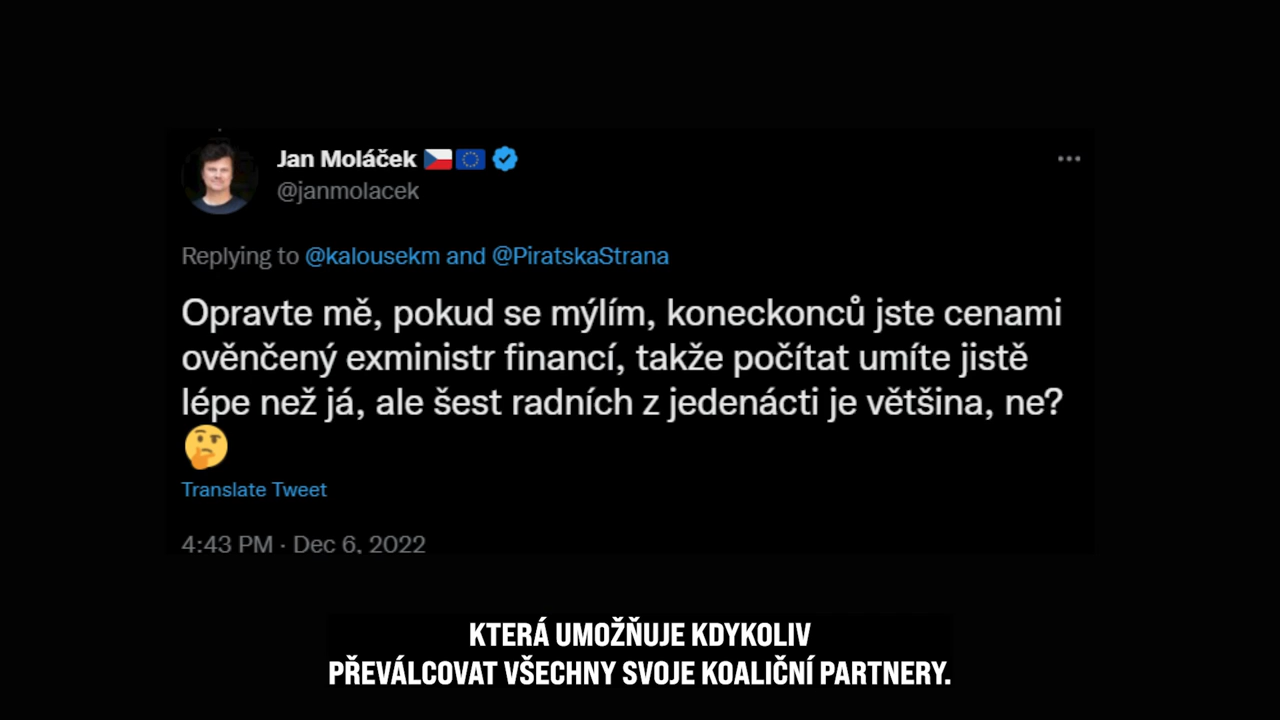 Jan Moláček
@janmolacek
Replying to @kalousekm and @PiratskaStrana
Opravte mě, pokud se mýlím, koneckonců jste cenami
ověnčený exministr financí, takže počítat umíte jistě
lépe než já, ale šest radních z jedenácti je většina, ne?
Translate Tweet
4:43 PM · Dec 6, 2022
KTERÁ UMOŽŇUJE KDYKOLIV
PŘEVÁLCOVAT VŠECHNY SVOJE KOALIČNÍ PARTNERY.